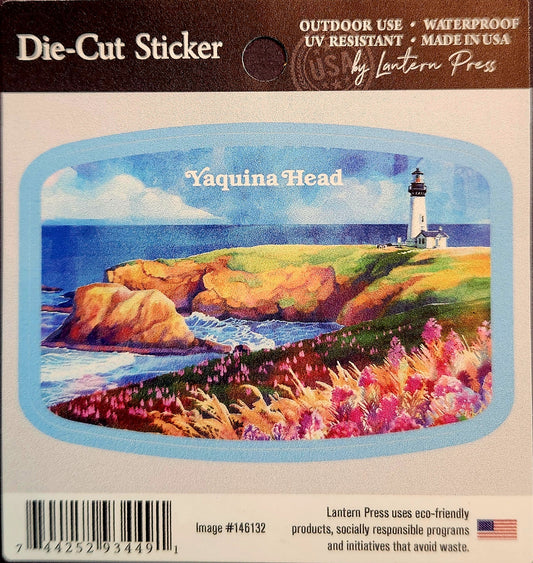 Die-Cut Sticker
OUTDOOR USE • WATERPROOF
UV RESISTANT • MADE IN USA
USA
by Lantern Press
Yaquina Head
Image #146132
Lantern Press uses eco-friendly
products, socially responsible programs
and initiatives that avoid waste.
7 44252 93449 1